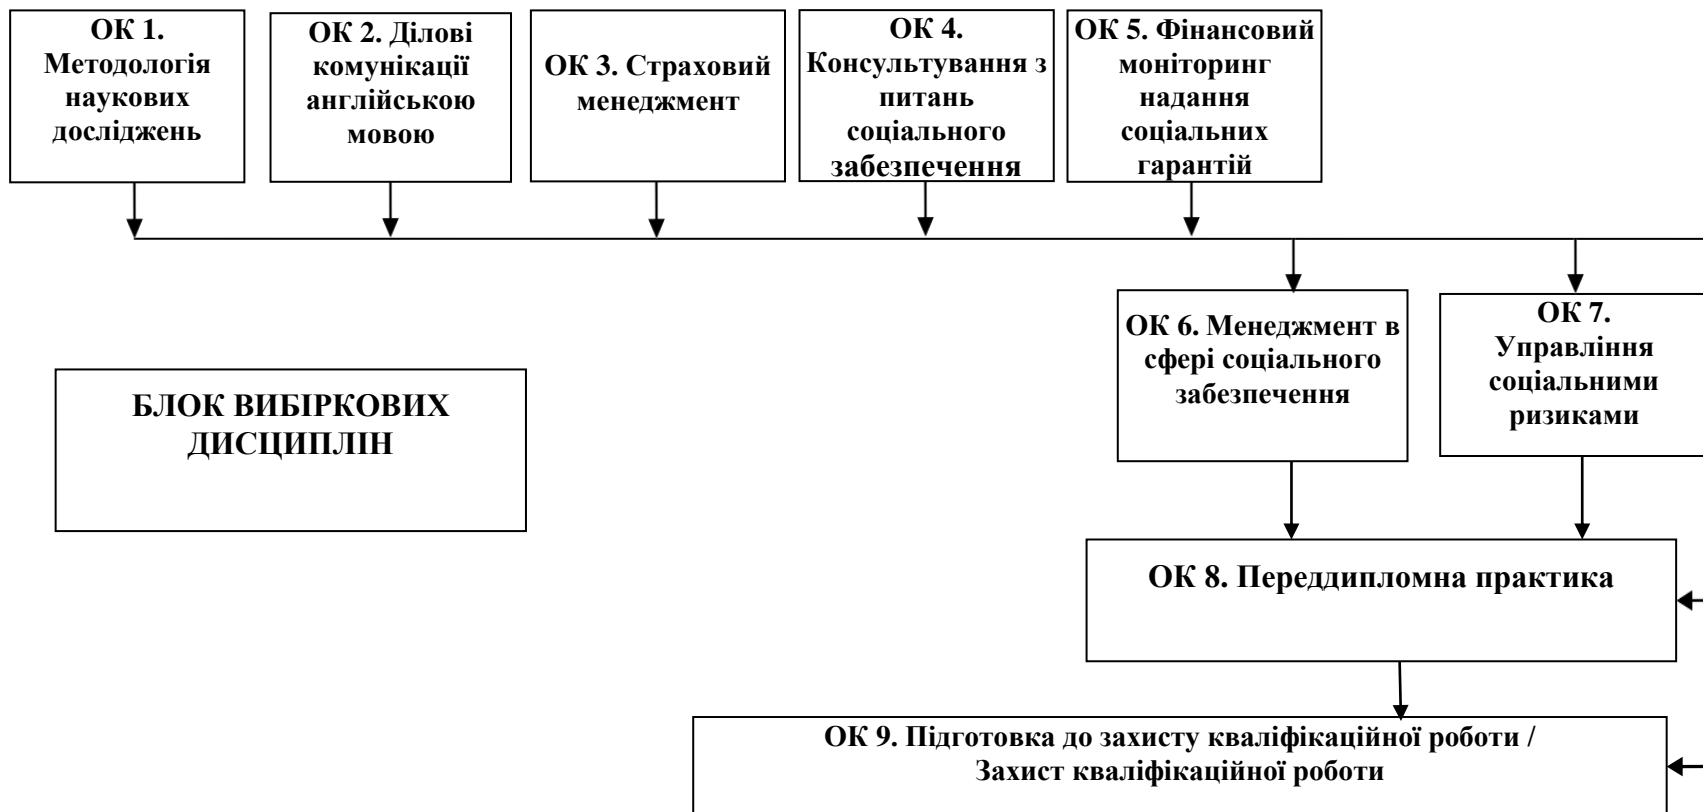 ОК 1.
Методологія
наукових
досліджень
ОК 2. Ділові
комунікації
англійською
мовою
ОК 3. Страховий
менеджмент
ОК 4.
Консультування з
питань
соціального
забезпечення
ОК 5. Фінансовий
моніторинг
надання
соціальних
гарантій
ОК 6. Менеджмент в
сфері соціального
забезпечення
ОК 7.
Управління
соціальними
ризиками
БЛОК ВИБІРКОВИХ
ДИСЦИПЛІН
ОК 8. Переддипломна практика
ОК 9. Підготовка до захисту кваліфікаційної роботи /
Захист кваліфікаційної роботи